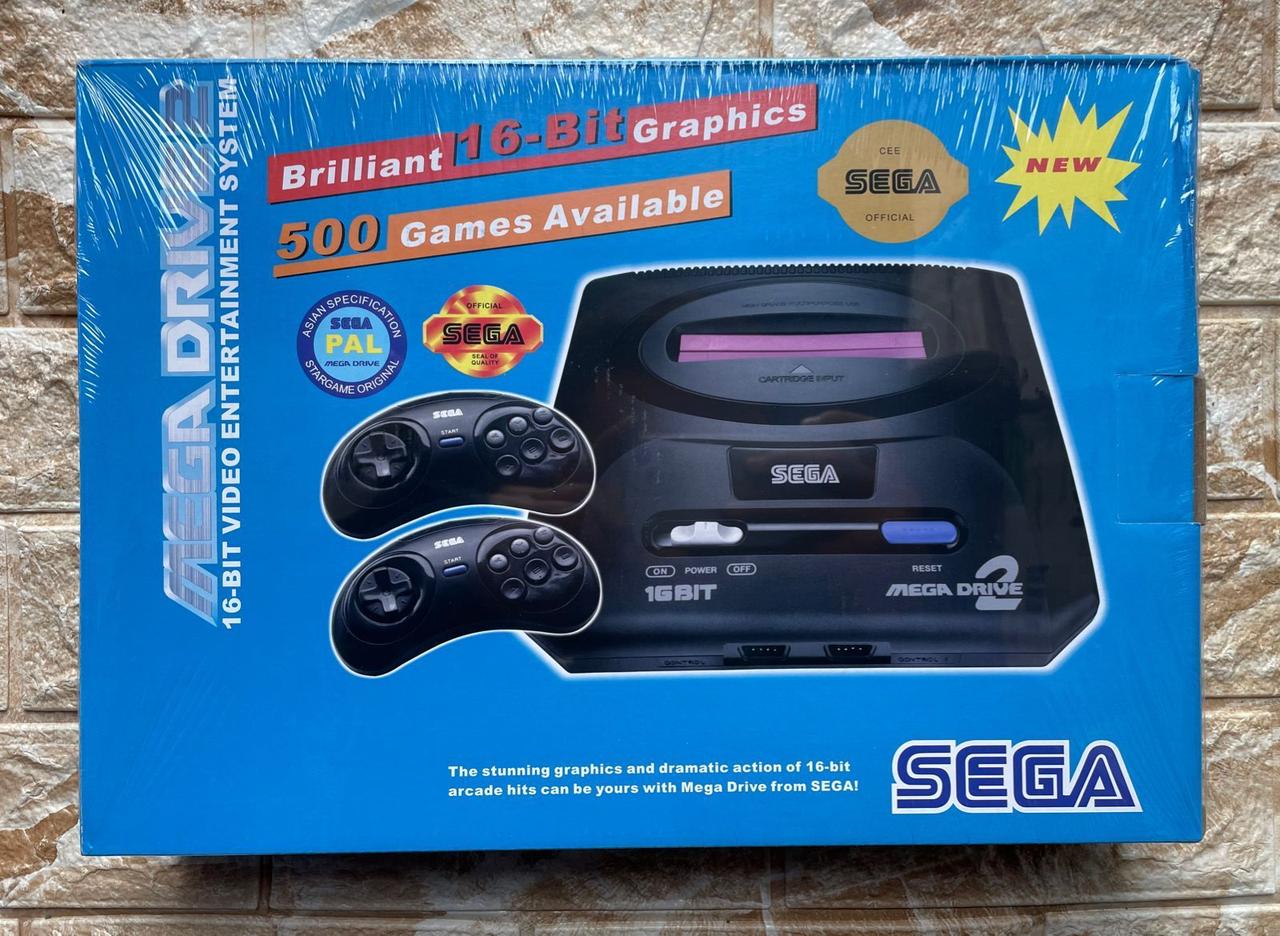 MEGA DRIVE 2
16-BIT VIDEO ENTERTAINMENT SYSTEM
Brilliant 16-Bit Graphics
500 Games Available
CEE
SEGA
OFFICIAL
NEW
ASIAN SPECIFICATION
SEGA
PAL
MEGA DRIVE
STARGAME ORIGINAL
OFFICIAL
SEGA
SEAL OF
QUALITY
CARTRIDGE INPUT
SEGA
START
SEGA
START
SEGA
ON POWER OFF
RESET
16BIT
MEGA DRIVE 2
CONTROL
CONTROL
The stunning graphics and dramatic action of 16-bit
arcade hits can be yours with Mega Drive from SEGA!
SEGA